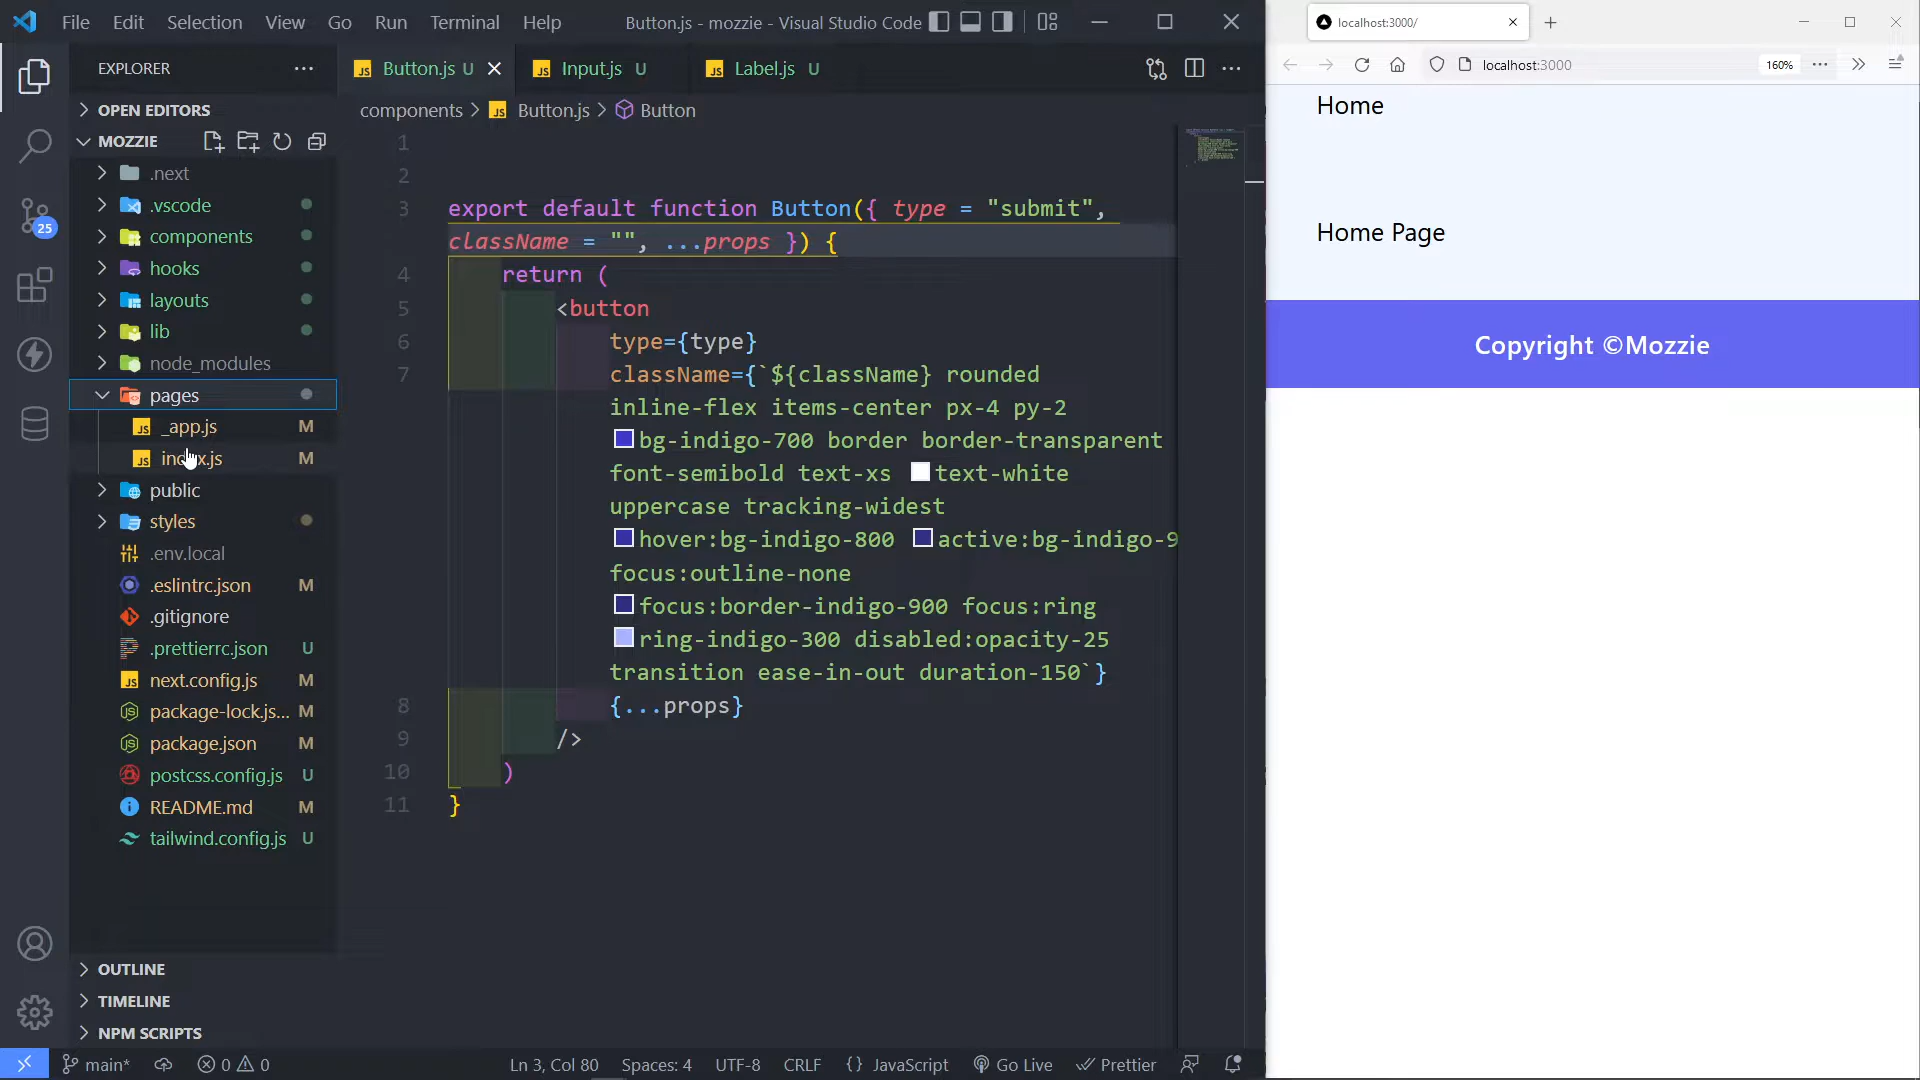 File Edit Selection View Go Run Terminal Help
Button.js - mozzie - Visual Studio Code
EXPLORER
OPEN EDITORS
MOZZIE
.next
.vscode
components
hooks
layouts
lib
node_modules
pages
_app.js M
index.js M
public
styles
.env.local
.eslintrc.json M
.gitignore
.prettierrc.json U
next.config.js M
package-lock.js... M
package.json M
postcss.config.js U
README.md M
tailwind.config.js U
OUTLINE
TIMELINE
NPM SCRIPTS
25
Button.js U
Input.js U
Label.js U
components > Button.js > Button
1
2
3 export default function Button({ type = "submit",
className = "", ...props }) {
4 return (
5 <button
6 type={type}
7 className={`${className} rounded
inline-flex items-center px-4 py-2
bg-indigo-700 border border-transparent
font-semibold text-xs text-white
uppercase tracking-widest
hover:bg-indigo-800 active:bg-indigo-9
focus:outline-none
focus:border-indigo-900 focus:ring
ring-indigo-300 disabled:opacity-25
transition ease-in-out duration-150`}
8 {...props}
9 />
10 )
11 }
main* 0 0
Ln 3, Col 80 Spaces: 4 UTF-8 CRLF {} JavaScript Go Live Prettier
localhost:3000/
localhost:3000
160%
Home
Home Page
Copyright ©Mozzie